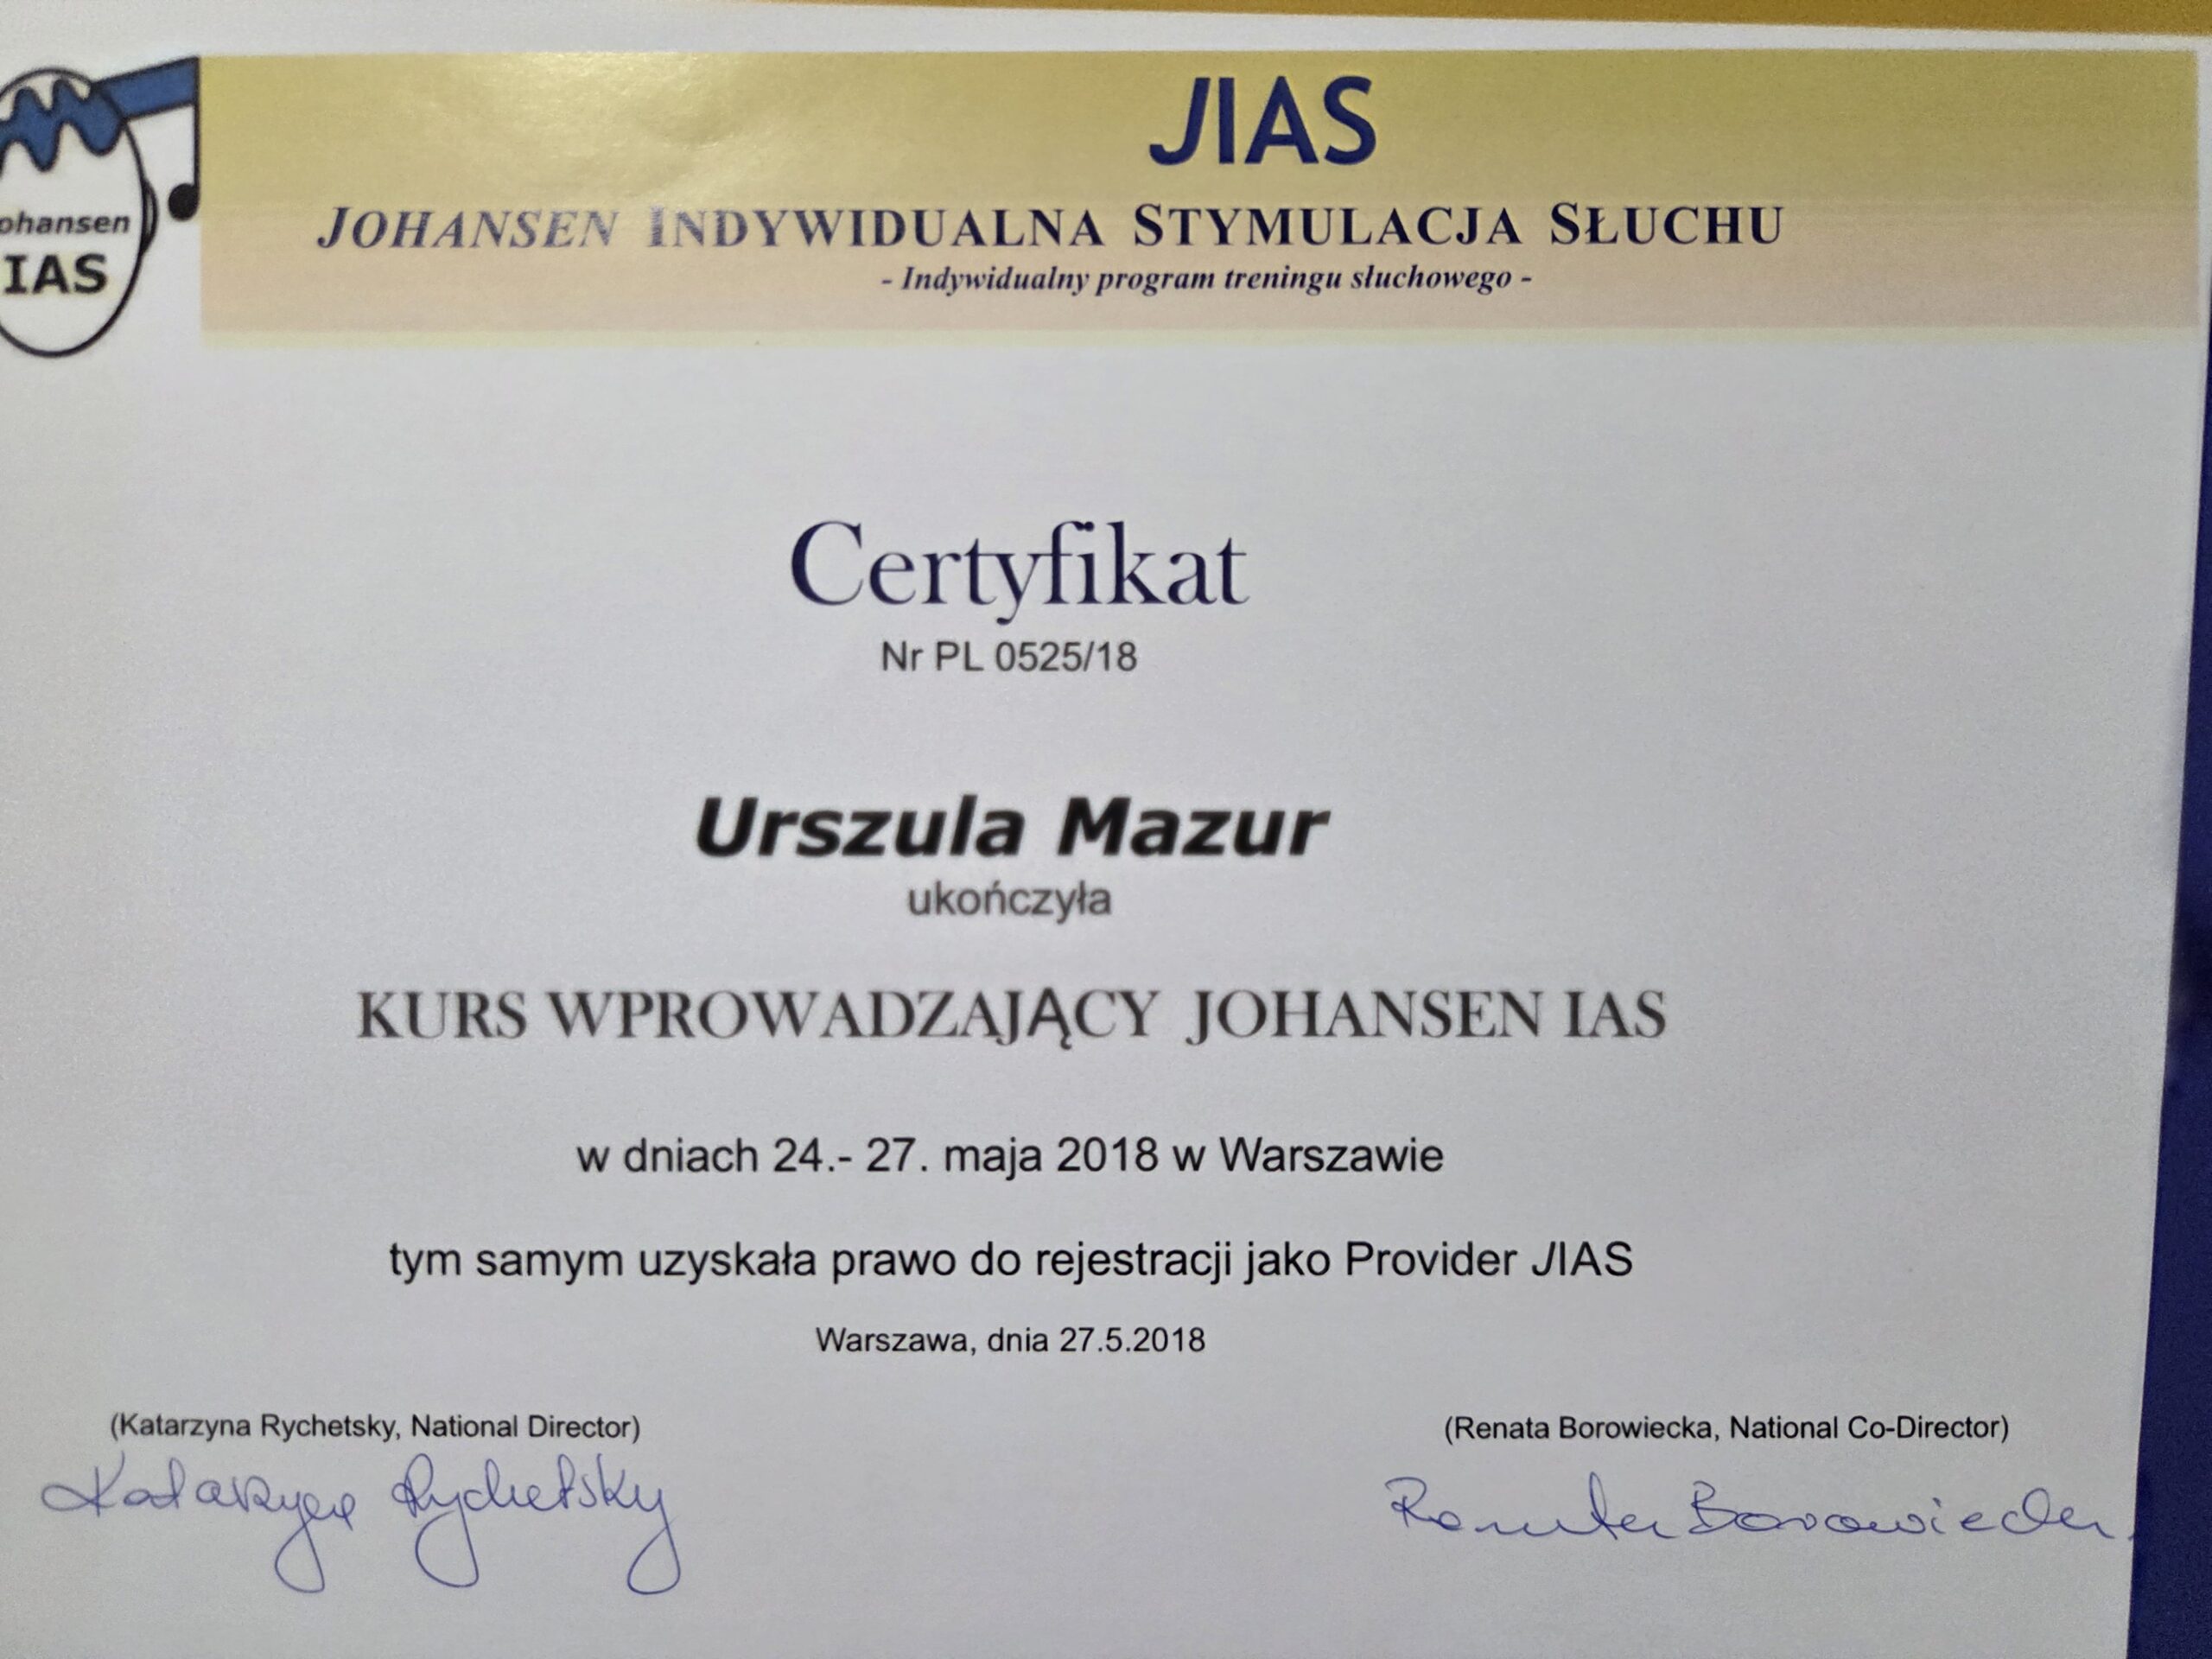 JIAS
ohansen
IAS
JOHANSEN INDYWIDUALNA STYMULACJA SŁUCHU
- Indywidualny program treningu słuchowego -
Certyfikat
Nr PL 0525/18
Urszula Mazur
ukończyła
KURS WPROWADZAJĄCY JOHANSEN IAS
w dniach 24.- 27. maja 2018 w Warszawie
tym samym uzyskała prawo do rejestracji jako Provider JIAS
Warszawa, dnia 27.5.2018
(Katarzyna Rychetsky, National Director)
(Renata Borowiecka, National Co-Director)
Katarzyna Rychetsky
Renata Borowiecka